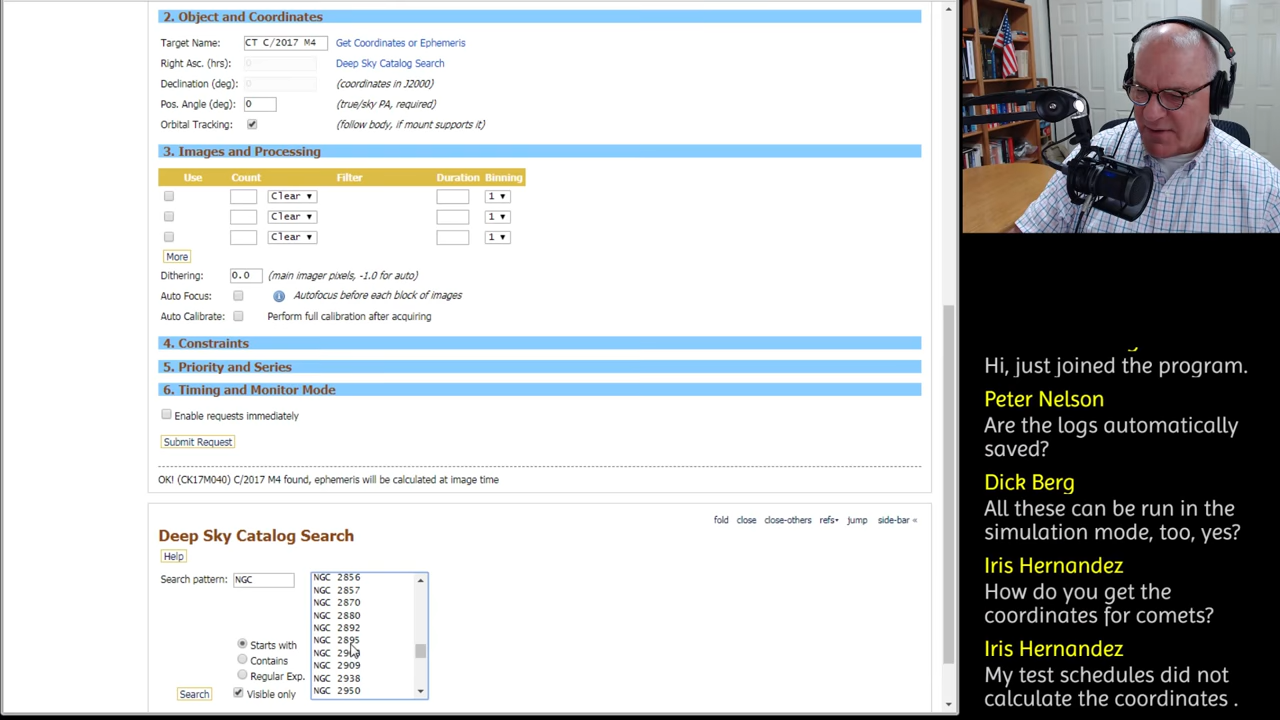 2. Object and Coordinates
Target Name: CT C/2017 M4 Get Coordinates or Ephemeris
Right Asc. (hrs): 0 Deep Sky Catalog Search
Declination (deg): 0 (coordinates in J2000)
Pos. Angle (deg): 0 (true/sky PA, required)
Orbital Tracking: (follow body, if mount supports it)
3. Images and Processing
Use Count Filter Duration Binning
Clear 1
Clear 1
Clear 1
More
Dithering: 0.0 (main imager pixels, -1.0 for auto)
Auto Focus: Autofocus before each block of images
Auto Calibrate: Perform full calibration after acquiring
4. Constraints
5. Priority and Series
6. Timing and Monitor Mode
Enable requests immediately
Submit Request
OK! (CK17M040) C/2017 M4 found, ephemeris will be calculated at image time
fold close close-others refs jump side-bar «
Deep Sky Catalog Search
Help
Search pattern: NGC
NGC 2856
NGC 2857
NGC 2870
NGC 2880
NGC 2892
NGC 2895
NGC
NGC 2909
NGC 2938
NGC 2950
Starts with
Contains
Regular Exp.
Search Visible only
Hi, just joined the program.
Peter Nelson
Are the logs automatically
saved?
Dick Berg
All these can be run in the
simulation mode, too, yes?
Iris Hernandez
How do you get the
coordinates for comets?
Iris Hernandez
My test schedules did not
calculate the coordinates .